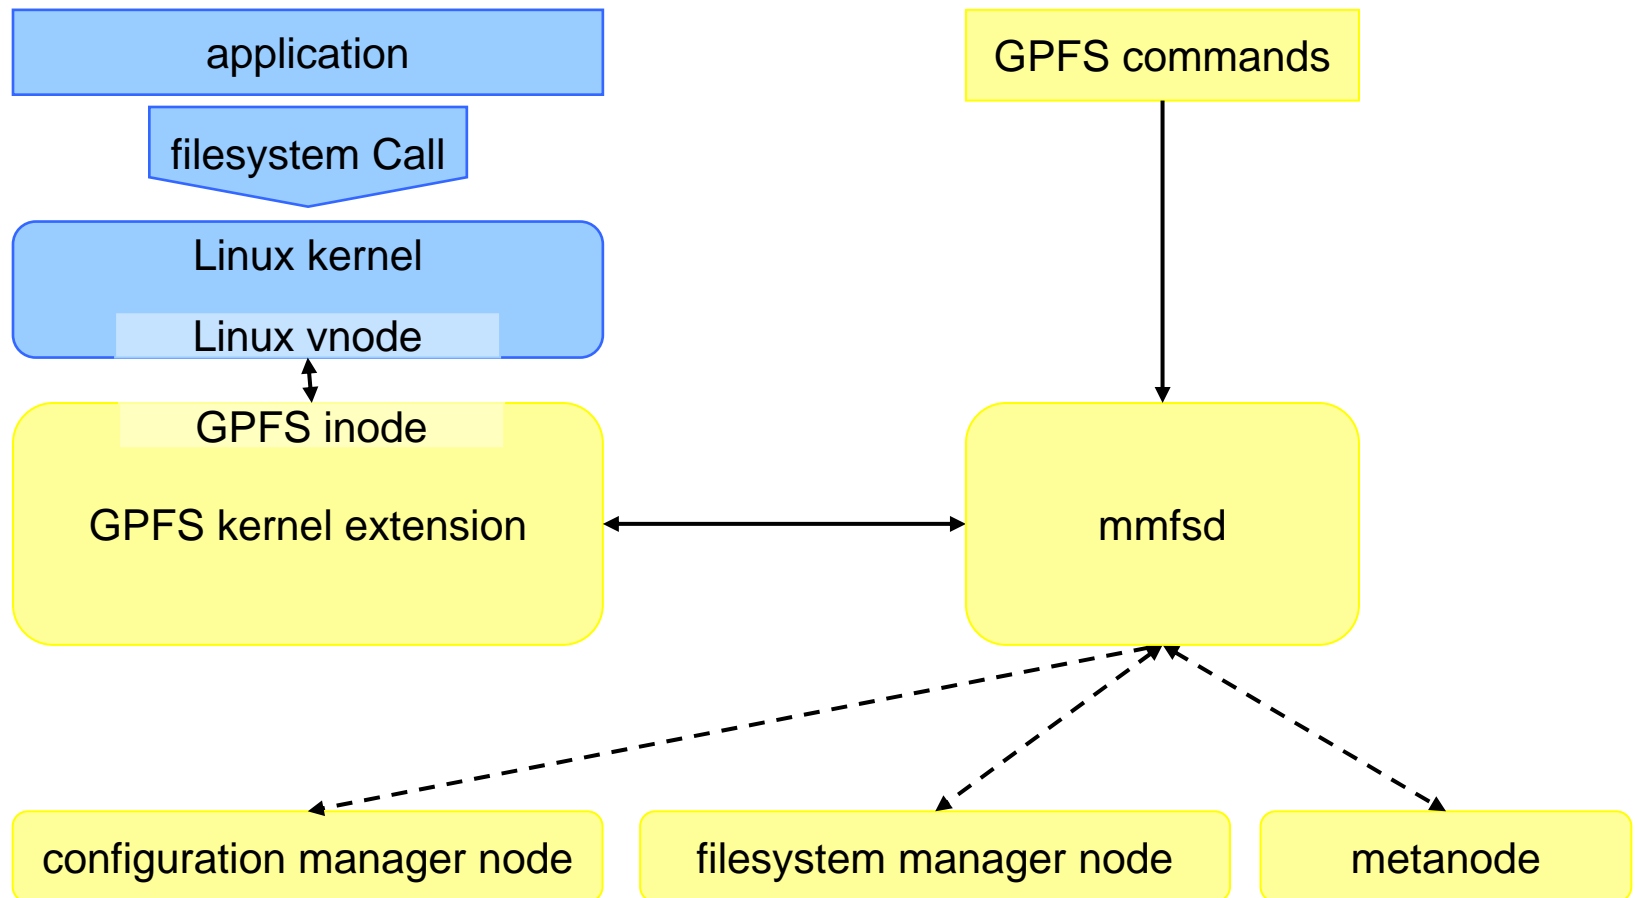 application
GPFS commands
filesystem Call
Linux kernel
Linux vnode
GPFS inode
GPFS kernel extension
mmfsd
configuration manager node
filesystem manager node
metanode